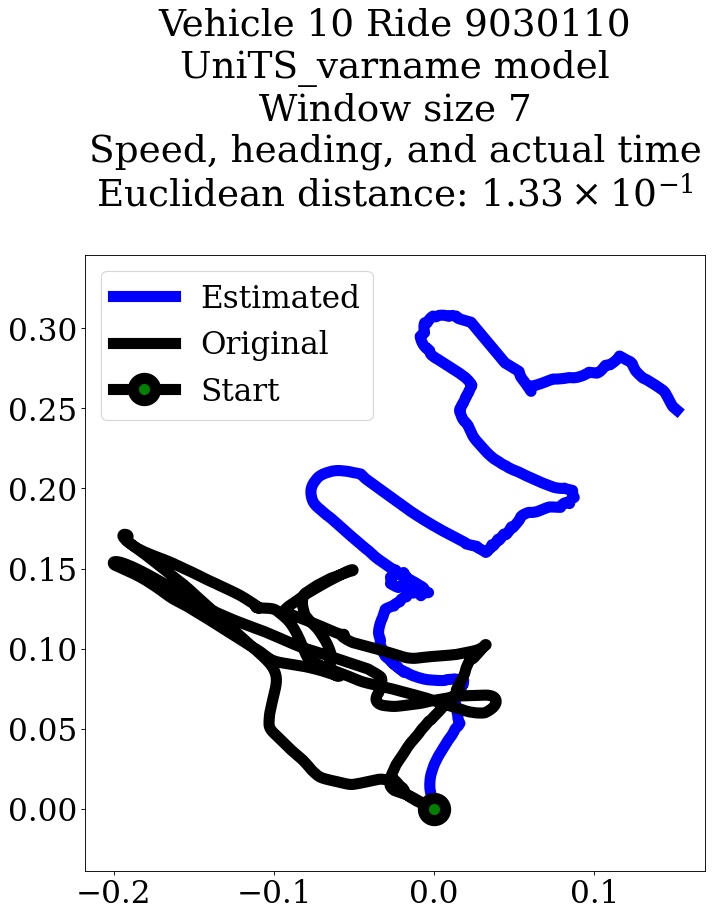 Vehicle 10 Ride 9030110
UniTS_varname model
Window size 7
Speed, heading, and actual time
Euclidean distance: 1.33 × 10⁻¹
Estimated
Original
Start
0.30
0.25
0.20
0.15
0.10
0.05
0.00
−0.2 −0.1 0.0 0.1